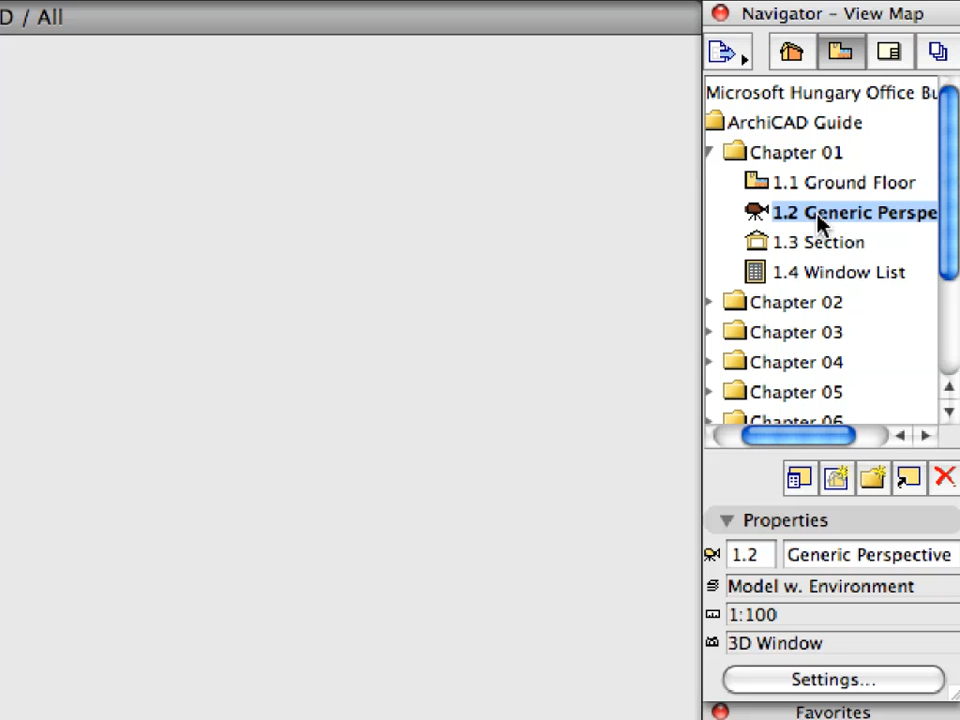 D / All
Navigator - View Map
Microsoft Hungary Office Bu
ArchiCAD Guide
Chapter 01
1.1 Ground Floor
1.2 Generic Perspe
1.3 Section
1.4 Window List
Chapter 02
Chapter 03
Chapter 04
Chapter 05
Chapter 06
Properties
1.2 Generic Perspective
Model w. Environment
1:100
3D Window
Settings...
Favorites